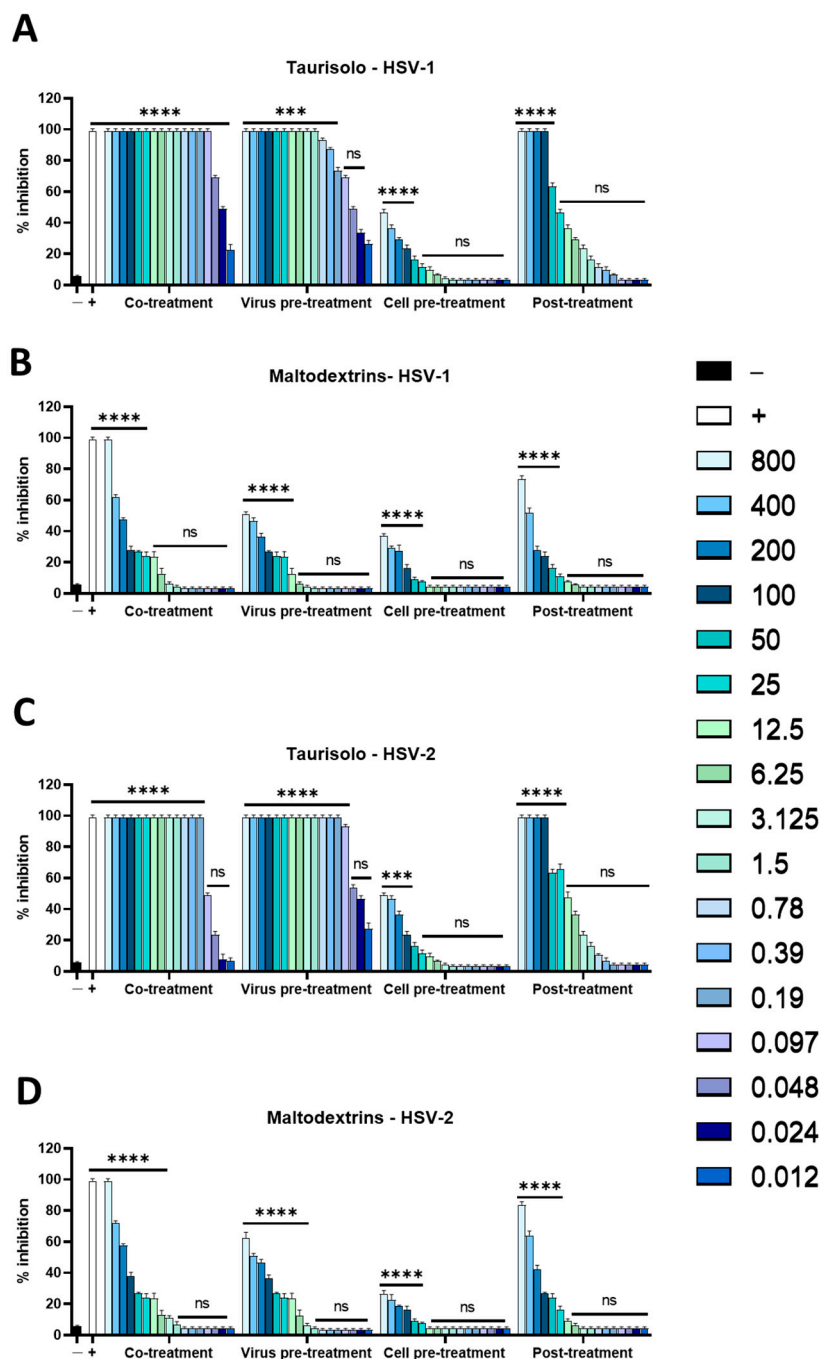 A
Taurisolo - HSV-1
120
100
80
60
40
20
0
% inhibition
****
***
ns
****
ns
****
ns
— + Co-treatment Virus pre-treatment Cell pre-treatment Post-treatment
B
Maltodextrins- HSV-1
120
100
80
60
40
20
0
% inhibition
****
ns
****
ns
****
ns
****
ns
— + Co-treatment Virus pre-treatment Cell pre-treatment Post-treatment
C
Taurisolo - HSV-2
120
100
80
60
40
20
0
% inhibition
****
ns
****
ns
***
ns
****
ns
— + Co-treatment Virus pre-treatment Cell pre-treatment Post-treatment
D
Maltodextrins - HSV-2
120
100
80
60
40
20
0
% inhibition
****
ns
****
ns
****
ns
****
ns
— + Co-treatment Virus pre-treatment Cell pre-treatment Post-treatment
–
+
800
400
200
100
50
25
12.5
6.25
3.125
1.5
0.78
0.39
0.19
0.097
0.048
0.024
0.012